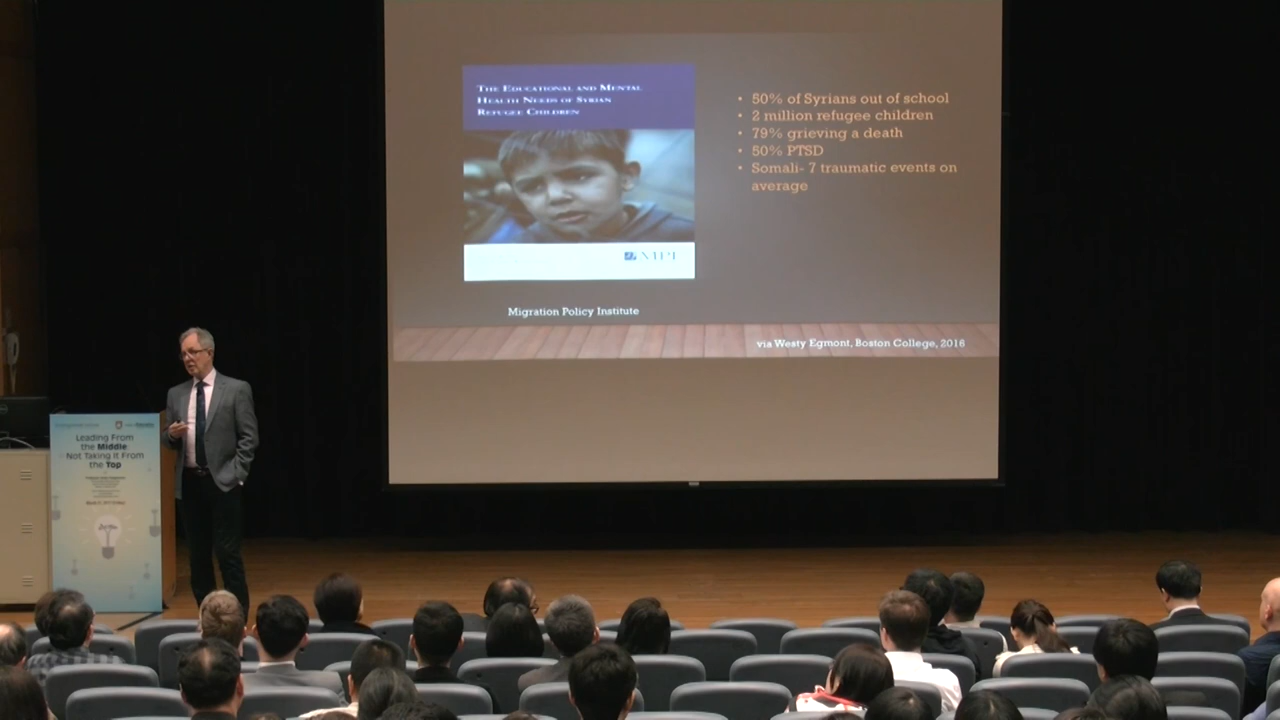 THE EDUCATIONAL AND MENTAL
HEALTH NEEDS OF SYRIAN
REFUGEE CHILDREN
MPI
Migration Policy Institute
• 50% of Syrians out of school
• 2 million refugee children
• 79% grieving a death
• 50% PTSD
• Somali- 7 traumatic events on
average
via Westy Egmont, Boston College, 2016
Leading From
the Middle
Not Taking It From
the Top